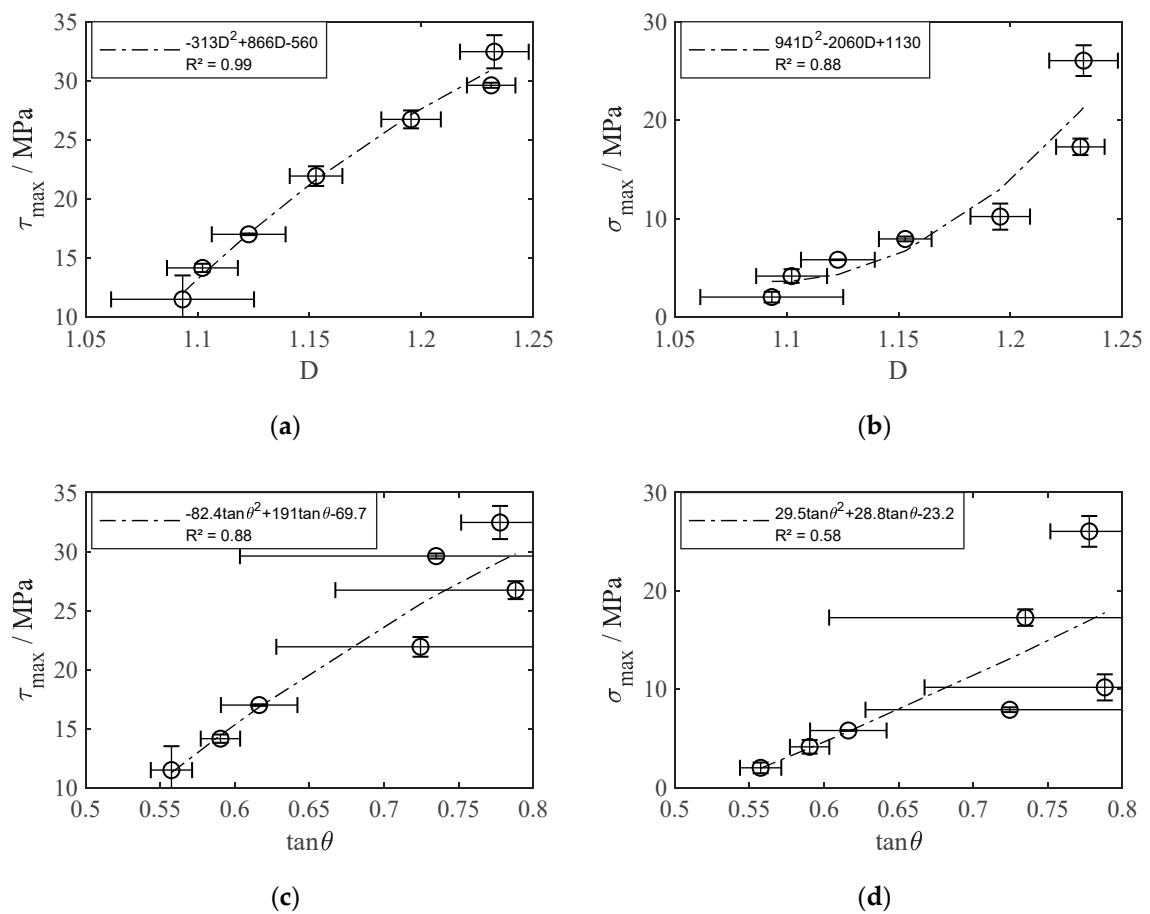 -313D²+866D-560
R² = 0.99
35
30
25
20
15
10
τmax / MPa
1.05 1.1 1.15 1.2 1.25
D
(a)
941D²-2060D+1130
R² = 0.88
30
20
10
0
σmax / MPa
1.05 1.1 1.15 1.2 1.25
D
(b)
-82.4tanθ²+191tanθ-69.7
R² = 0.88
35
30
25
20
15
10
τmax / MPa
0.5 0.55 0.6 0.65 0.7 0.75 0.8
tanθ
(c)
29.5tanθ²+28.8tanθ-23.2
R² = 0.58
30
20
10
0
σmax / MPa
0.5 0.55 0.6 0.65 0.7 0.75 0.8
tanθ
(d)